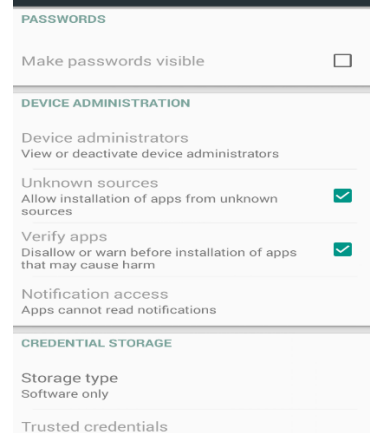 PASSWORDS
Make passwords visible
DEVICE ADMINISTRATION
Device administrators
View or deactivate device administrators
Unknown sources
Allow installation of apps from unknown
sources
Verify apps
Disallow or warn before installation of apps
that may cause harm
Notification access
Apps cannot read notifications
CREDENTIAL STORAGE
Storage type
Software only
Trusted credentials